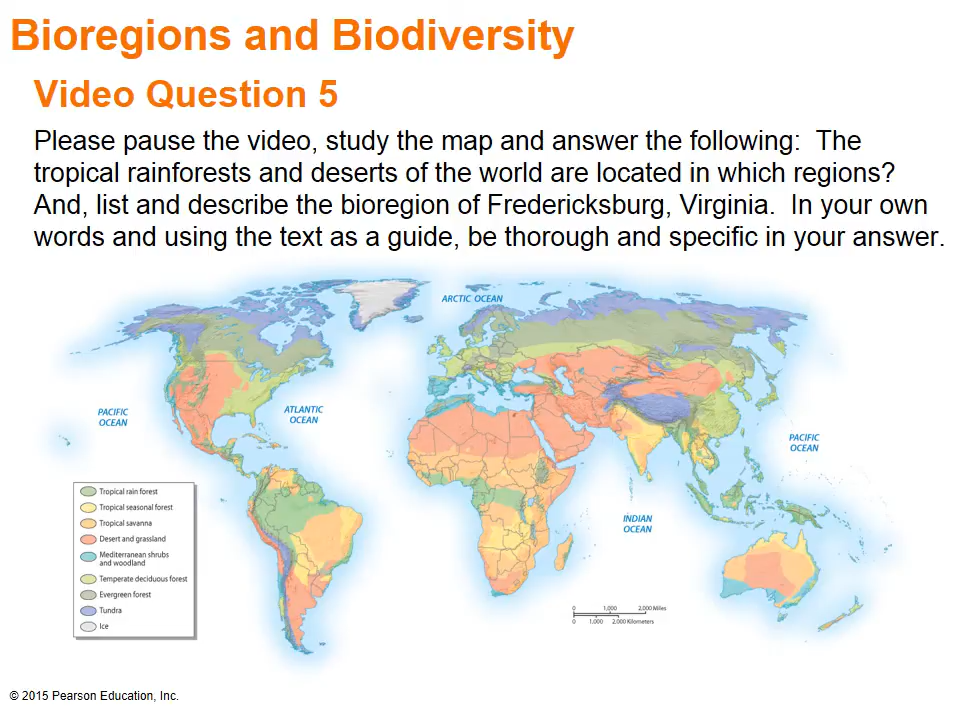 Bioregions and Biodiversity
Video Question 5
Please pause the video, study the map and answer the following:  The
tropical rainforests and deserts of the world are located in which regions?
And, list and describe the bioregion of Fredericksburg, Virginia.  In your own
words and using the text as a guide, be thorough and specific in your answer.
ARCTIC OCEAN
PACIFIC
OCEAN
ATLANTIC
OCEAN
PACIFIC
OCEAN
INDIAN
OCEAN
Tropical rain forest
Tropical seasonal forest
Tropical savanna
Desert and grassland
Mediterranean shrubs
and woodland
Temperate deciduous forest
Evergreen forest
Tundra
Ice
0 1,000 2,000 Miles
0 1,000 2,000 Kilometers
© 2015 Pearson Education, Inc.